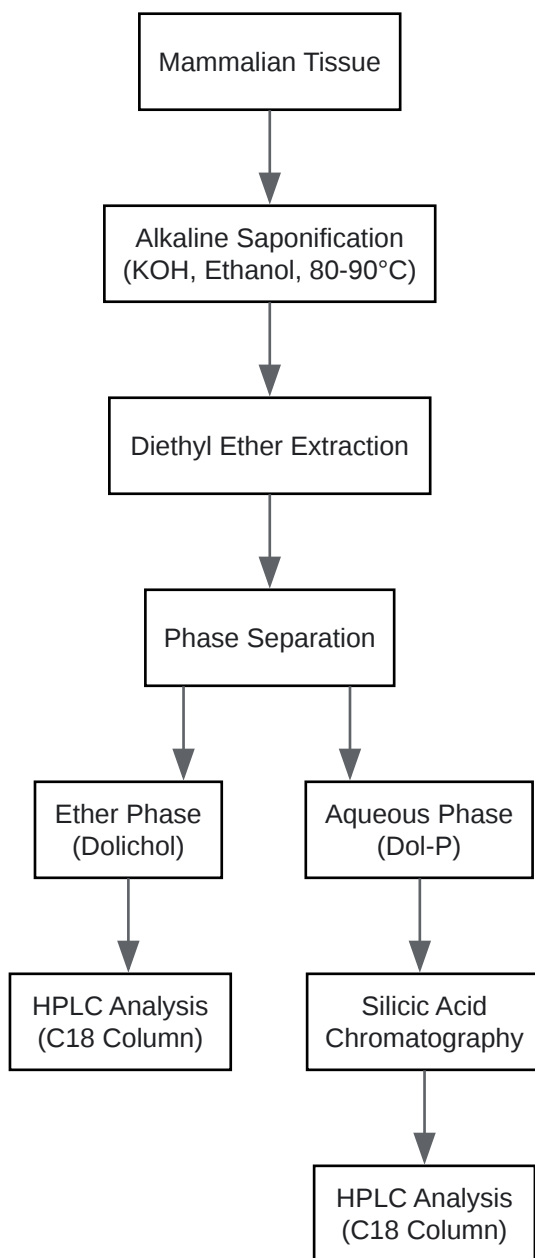 Mammalian Tissue
Alkaline Saponification
(KOH, Ethanol, 80-90°C)
Diethyl Ether Extraction
Phase Separation
Ether Phase
(Dolichol)
Aqueous Phase
(Dol-P)
HPLC Analysis
(C18 Column)
Silicic Acid
Chromatography
HPLC Analysis
(C18 Column)